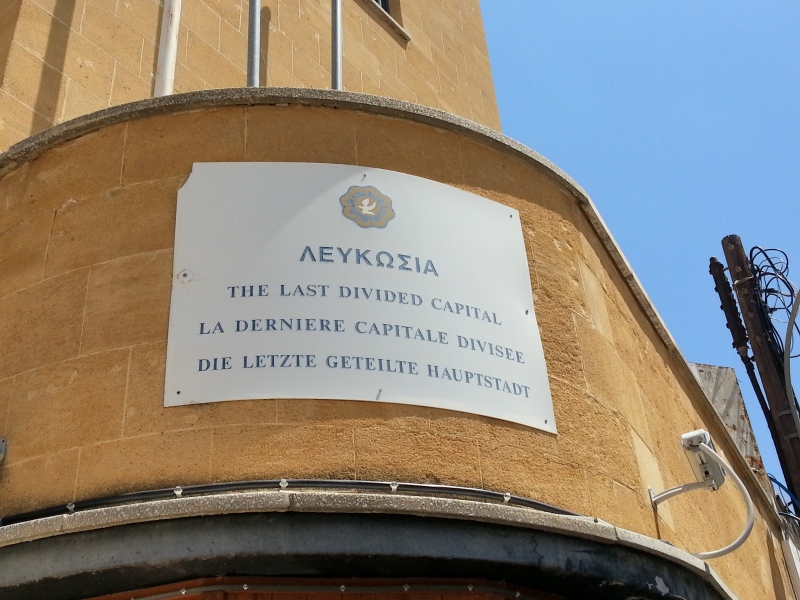 ΛΕΥΚΩΣΙΑ
THE LAST DIVIDED CAPITAL
LA DERNIERE CAPITALE DIVISEE
DIE LETZTE GETEILTE HAUPTSTADT